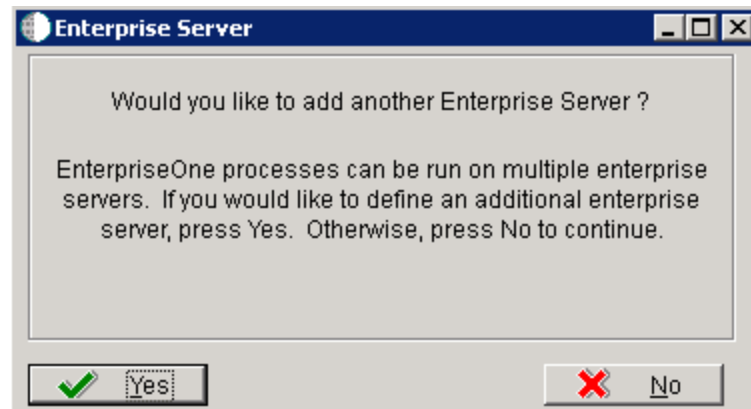 Enterprise Server
Would you like to add another Enterprise Server ?
EnterpriseOne processes can be run on multiple enterprise
servers. If you would like to define an additional enterprise
server, press Yes. Otherwise, press No to continue.
Yes
No